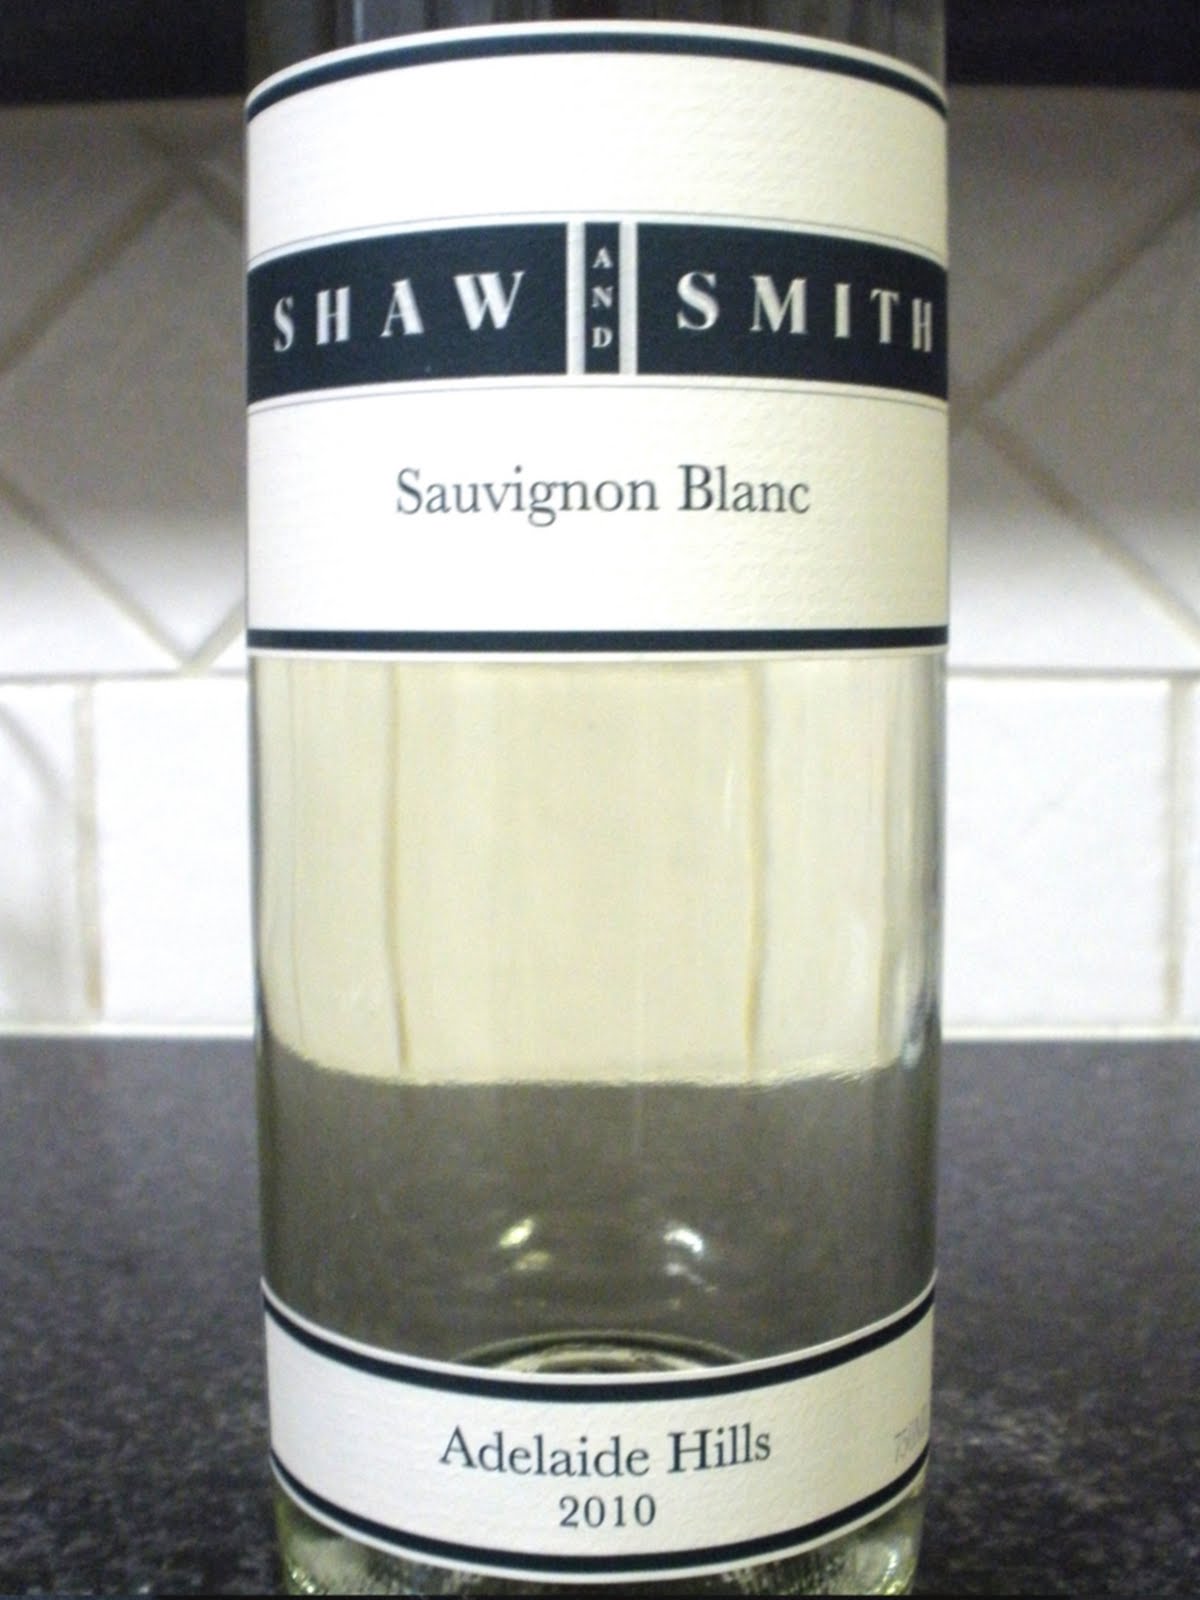 SHAW AND SMITH
Sauvignon Blanc
Adelaide Hills
2010